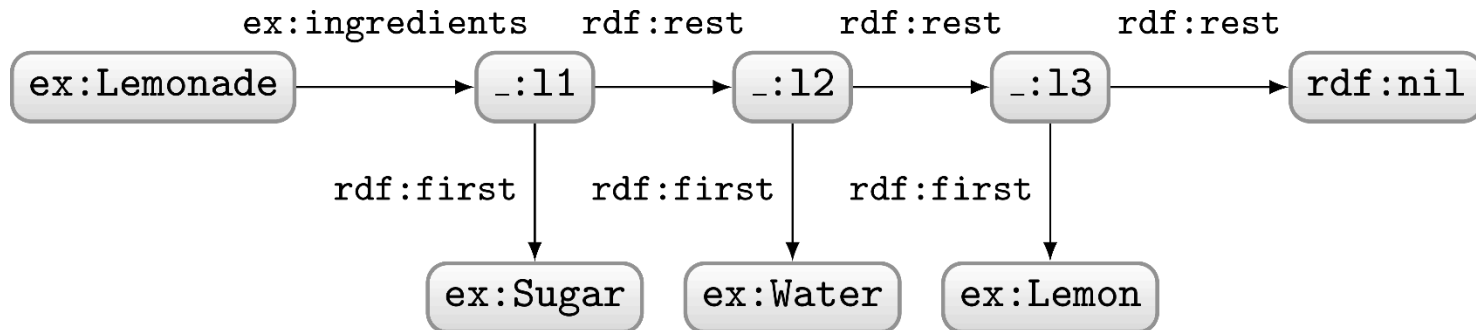 ex:ingredients rdf:rest rdf:rest rdf:rest
ex:Lemonade _:l1 _:l2 _:l3 rdf:nil
rdf:first rdf:first rdf:first
ex:Sugar ex:Water ex:Lemon